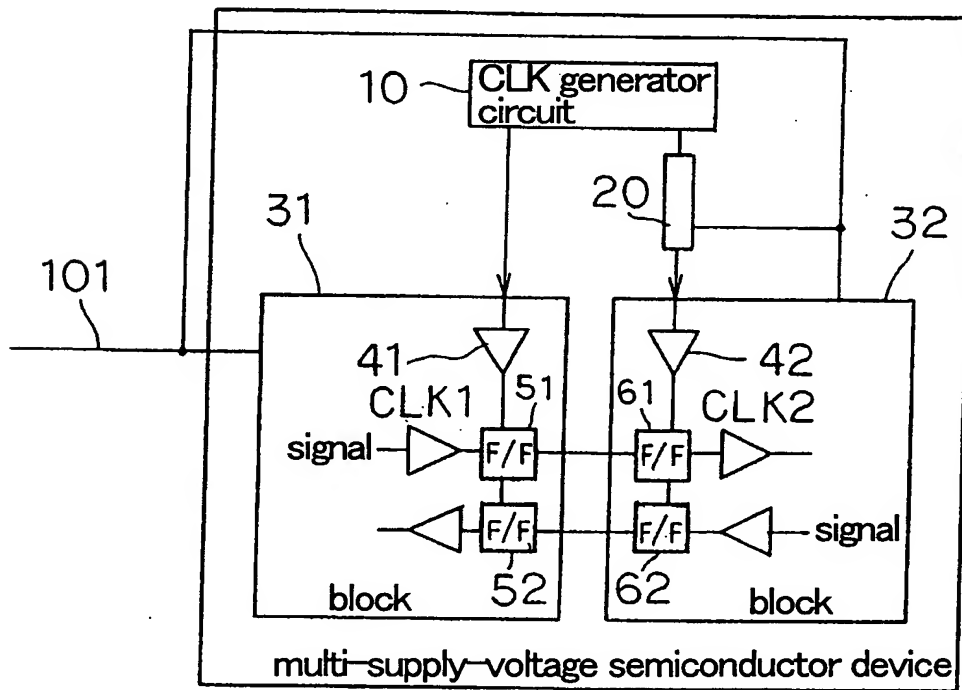 10
CLK generator
circuit
20
31
32
101
41
42
CLK1
51
61
CLK2
signal
F/F
F/F
F/F
F/F
signal
52
62
block
block
multi-supply-voltage semiconductor device